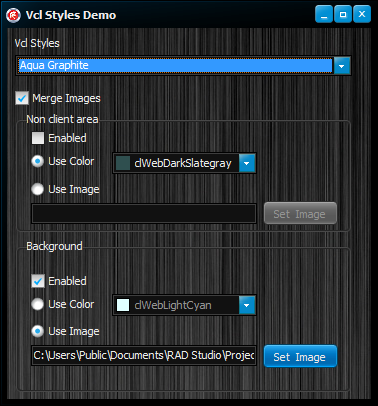 Vcl Styles Demo
Vcl Styles
Aqua Graphite
Merge Images
Non client area
Enabled
Use Color
clWebDarkSlategray
Use Image
Set Image
Background
Enabled
Use Color
clWebLightCyan
Use Image
C:\Users\Public\Documents\RAD Studio\Projec
Set Image